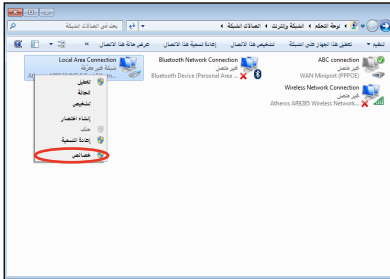 لوحة التحكم ◂ الشبكة وإنترنت ◂ اتصالات الشبكة
بحث في اتصالات الشبكة
تنظيم
تعطيل هذا الجهاز على الشبكة
تشخيص هذا الاتصال
إعادة تسمية هذا الاتصال
عرض حالة هذا الاتصال
»
ABC connection
غير متصل
WAN Miniport (PPPOE)
Bluetooth Network Connection
غير متصل
Bluetooth Device (Personal Area ...
Local Area Connection
شبكة غير معرّفة
Wireless Network Connection
غير متصل
Atheros AR9285 Wireless Network...
تعطيل
الحالة
تشخيص
إنشاء اختصار
حذف
إعادة التسمية
خصائص